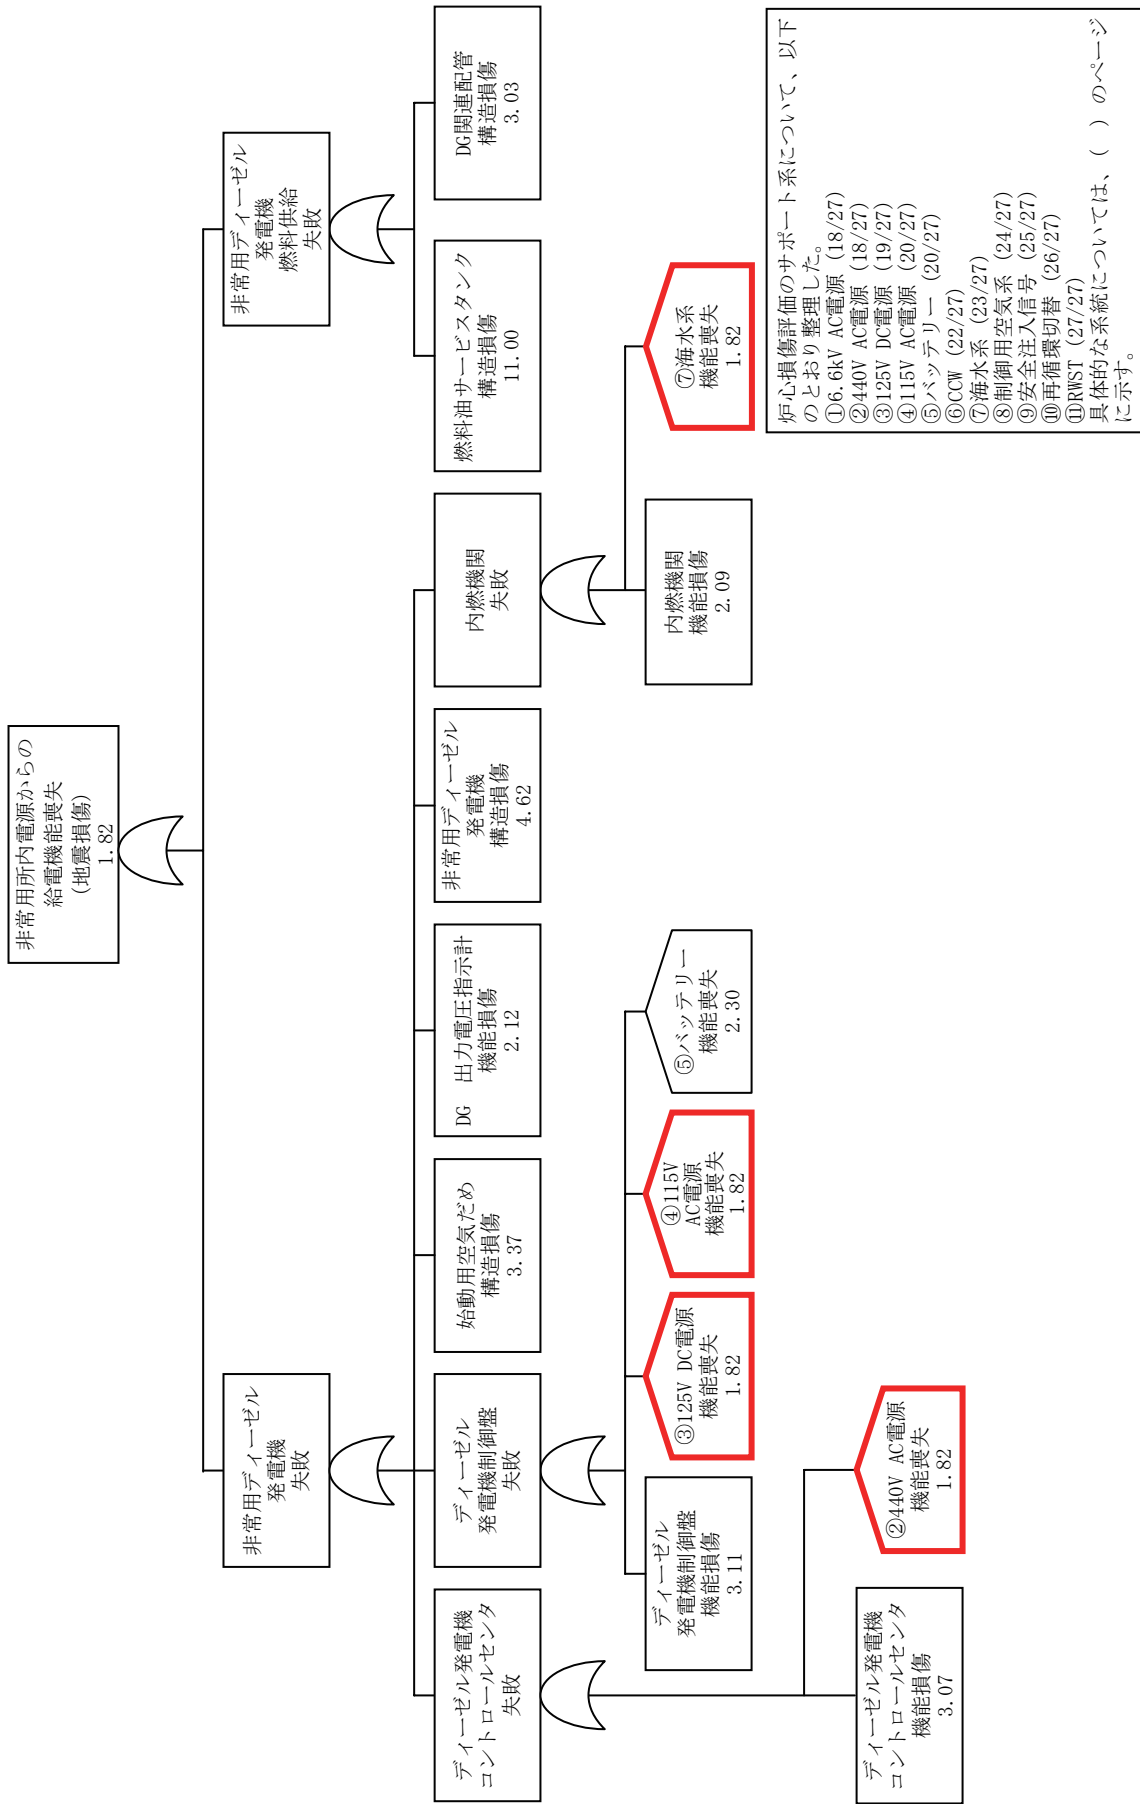 非常用所内電源からの
給電機能喪失
(地震損傷)
1.82
非常用ディーゼル
発電機
失敗
非常用ディーゼル
発電機
燃料供給
失敗
ディーゼル発電機
コントロールセンタ
失敗
ディーゼル
発電機制御盤
失敗
始動用空気だめ
構造損傷
3.37
DG 出力電圧指示計
機能損傷
2.12
非常用ディーゼル
発電機
構造損傷
4.62
内燃機関
失敗
燃料油サービスタンク
構造損傷
11.00
DG関連配管
構造損傷
3.03
ディーゼル
発電機制御盤
機能損傷
3.11
③125V DC電源
機能喪失
1.82
④115V
AC電源
機能喪失
1.82
⑤バッテリー
機能喪失
2.30
内燃機関
機能損傷
2.09
⑦海水系
機能喪失
1.82
ディーゼル発電機
コントロールセンタ
機能損傷
3.07
②440V AC電源
機能喪失
1.82
炉心損傷評価のサポート系について、以下
のとおり整理した。
①6.6kV AC電源 (18/27)
②440V AC電源 (18/27)
③125V DC電源 (19/27)
④115V AC電源 (20/27)
⑤バッテリー (20/27)
⑥CCW (22/27)
⑦海水系 (23/27)
⑧制御用空気系 (24/27)
⑨安全注入信号 (25/27)
⑩再循環切替 (26/27)
⑪RWST (27/27)
具体的な系統については、( )のページ
に示す。